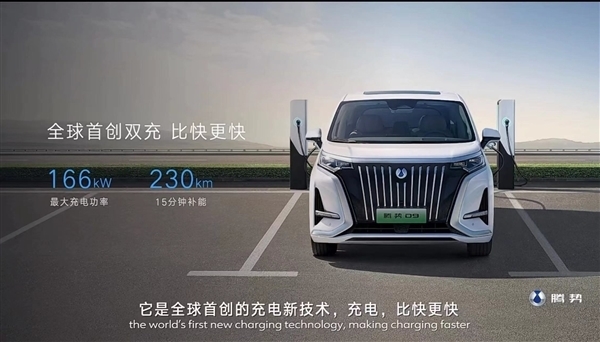 全球首创双充 比快更快
166kW
最大充电功率
230km
15分钟补能
腾势 D9
腾势
它是全球首创的充电新技术，充电，比快更快
the world's first new charging technology, making charging faster